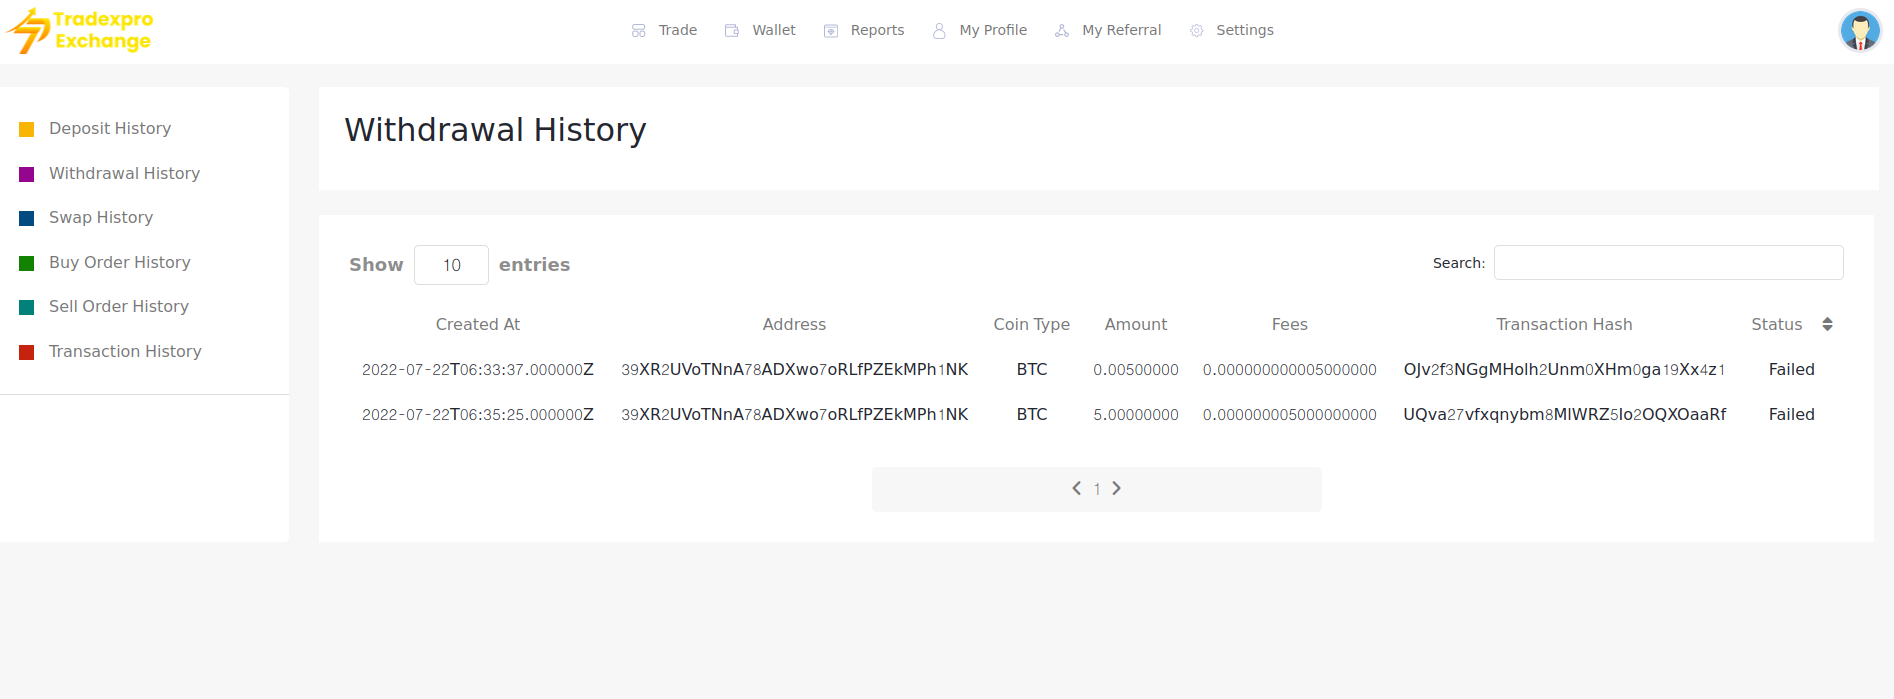 Tradexpro
Exchange
Trade Wallet Reports My Profile My Referral Settings
Deposit History
Withdrawal History
Swap History
Buy Order History
Sell Order History
Transaction History
Withdrawal History
Show 10 entries Search:
Created At Address Coin Type Amount Fees Transaction Hash Status
2022-07-22T06:33:37.000000Z 39XR2UVoTNnA78ADXwo7oRLfPZEkMPh1NK BTC 0.00500000 0.000000000005000000 OJv2f3NGgMHolh2Unm0XHm0ga19Xx4z1 Failed
2022-07-22T06:35:25.000000Z 39XR2UVoTNnA78ADXwo7oRLfPZEkMPh1NK BTC 5.00000000 0.000000005000000000 UQva27vfxqnybm8MlWRZ5Io2OQXOaaRf Failed
1